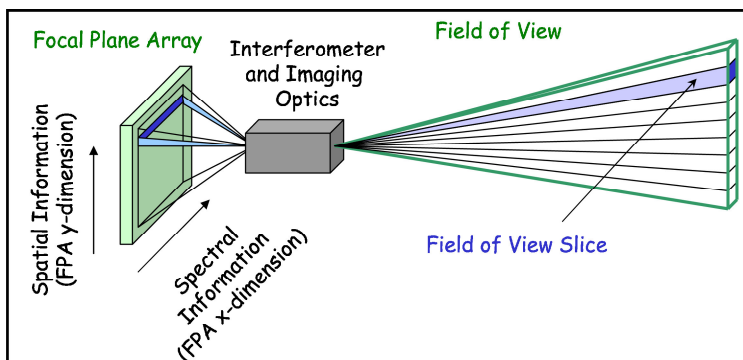 Focal Plane Array
Interferometer
and Imaging
Optics
Field of View
Spatial Information
(FPA y-dimension)
Spectral
Information
(FPA x-dimension)
Field of View Slice